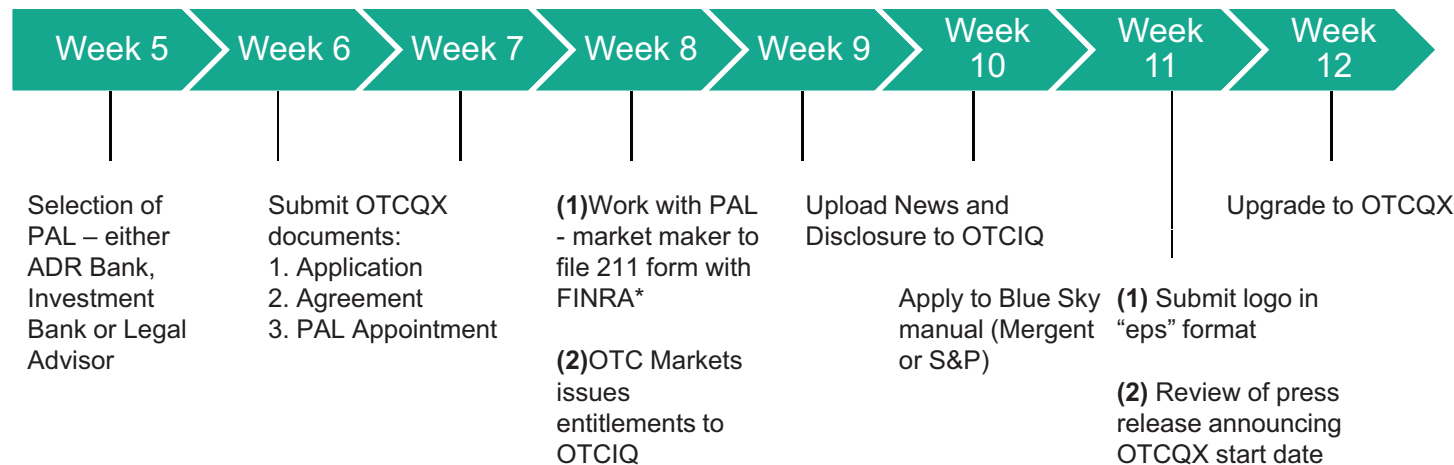 Week 5
Week 6
Week 7
Week 8
Week 9
Week
10
Week
11
Week
12
Selection of
PAL – either
ADR Bank,
Investment
Bank or Legal
Advisor
Submit OTCQX
documents:
1. Application
2. Agreement
3. PAL Appointment
(1)Work with PAL
- market maker to
file 211 form with
FINRA*
(2)OTC Markets
issues
entitlements to
OTCIQ
Upload News and
Disclosure to OTCIQ
Apply to Blue Sky
manual (Mergent
or S&P)
(1) Submit logo in
“eps” format
(2) Review of press
release announcing
OTCQX start date
Upgrade to OTCQX